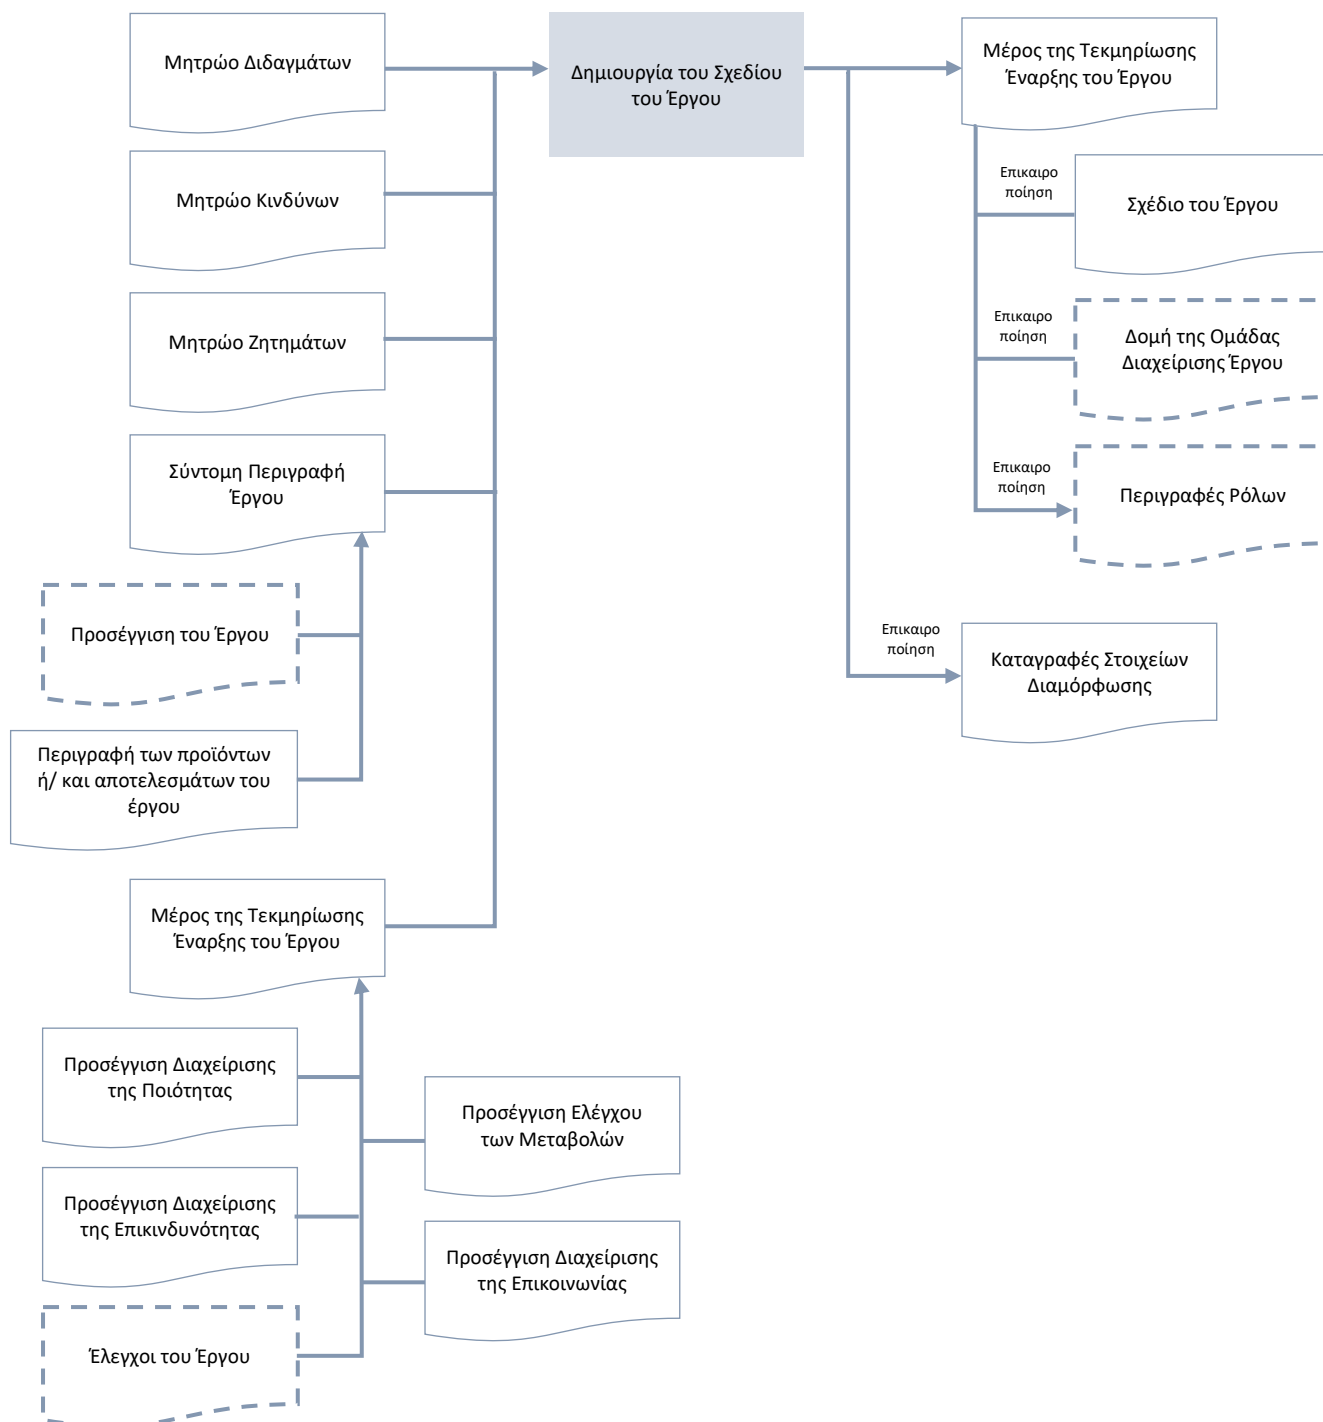 Μητρώο Διδαγμάτων
Δημιουργία του Σχεδίου
του Έργου
Μέρος της Τεκμηρίωσης
Έναρξης του Έργου
Μητρώο Κινδύνων
Επικαιρο
ποίηση
Σχέδιο του Έργου
Μητρώο Ζητημάτων
Επικαιρο
ποίηση
Δομή της Ομάδας
Διαχείρισης Έργου
Σύντομη Περιγραφή
Έργου
Επικαιρο
ποίηση
Περιγραφές Ρόλων
Προσέγγιση του Έργου
Επικαιρο
ποίηση
Καταγραφές Στοιχείων
Διαμόρφωσης
Περιγραφή των προϊόντων
ή/ και αποτελεσμάτων του
έργου
Μέρος της Τεκμηρίωσης
Έναρξης του Έργου
Προσέγγιση Διαχείρισης
της Ποιότητας
Προσέγγιση Ελέγχου
των Μεταβολών
Προσέγγιση Διαχείρισης
της Επικινδυνότητας
Προσέγγιση Διαχείρισης
της Επικοινωνίας
Έλεγχοι του Έργου